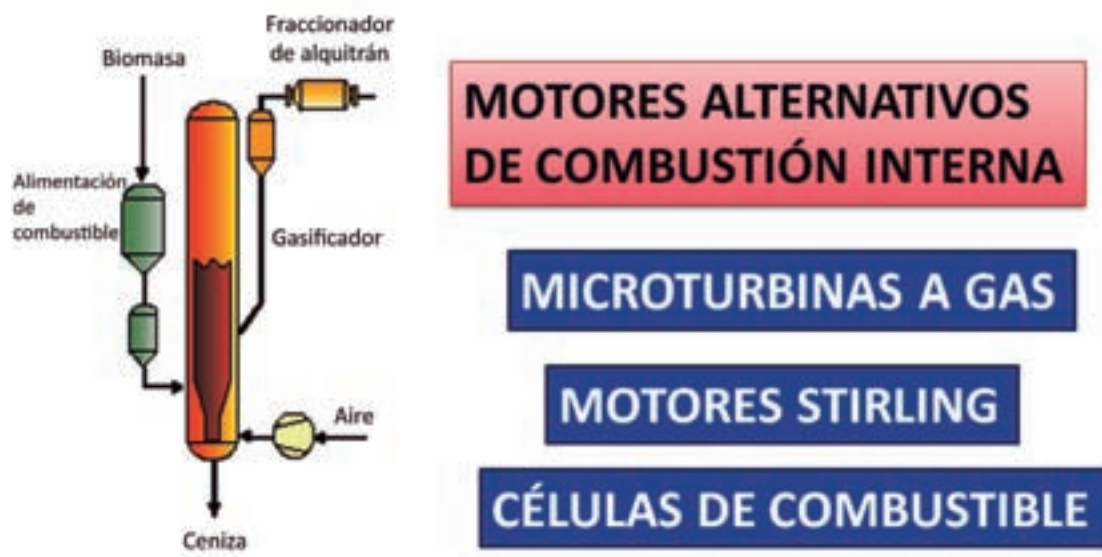 Fraccionador
de alquitrán
Biomasa
Alimentación
de
combustible
Gasificador
Aire
Ceniza
MOTORES ALTERNATIVOS
DE COMBUSTIÓN INTERNA
MICROTURBINAS A GAS
MOTORES STIRLING
CÉLULAS DE COMBUSTIBLE